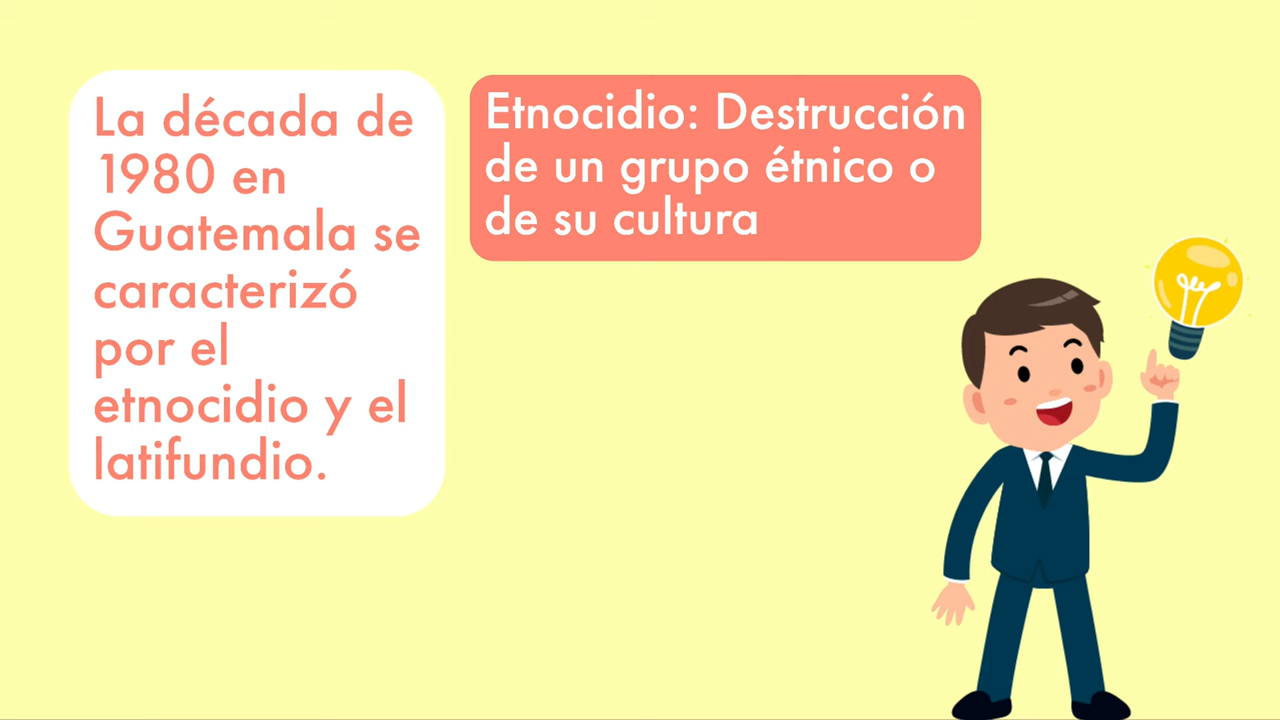 La década de
1980 en
Guatemala se
caracterizó
por el
etnocidio y el
latifundio.
Etnocidio: Destrucción
de un grupo étnico o
de su cultura